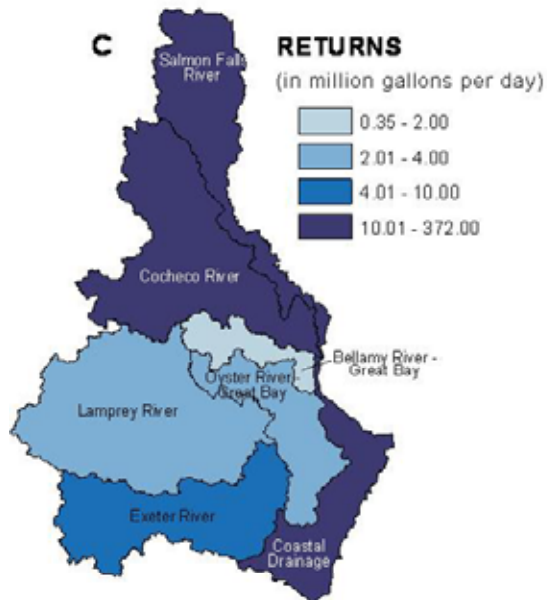 C
RETURNS
(in million gallons per day)
0.35 - 2.00
2.01 - 4.00
4.01 - 10.00
10.01 - 372.00
Salmon Falls
River
Cocheco River
Bellamy River -
Great Bay
Oyster River -
Great Bay
Lamprey River
Exeter River
Coastal
Drainage